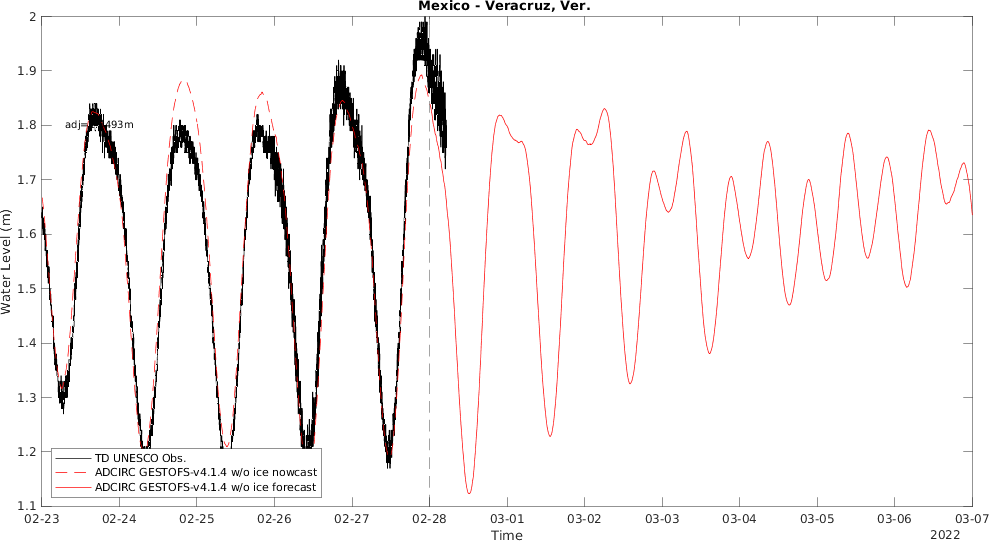 Mexico - Veracruz, Ver.
Water Level (m)
2
1.9
1.8
1.7
1.6
1.5
1.4
1.3
1.2
1.1
493m
TD UNESCO Obs.
ADCIRC GESTOFS-v4.1.4 w/o ice nowcast
ADCIRC GESTOFS-v4.1.4 w/o ice forecast
02-23 02-24 02-25 02-26 02-27 02-28 03-01 03-02 03-03 03-04 03-05 03-06 03-07
Time
2022